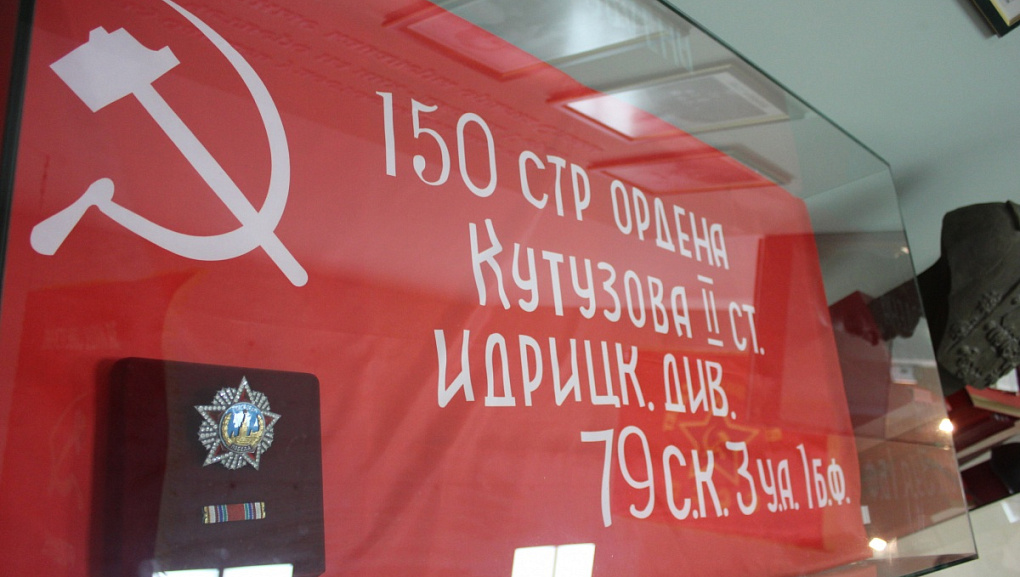 150 СТР ОРДЕНА
КУТУЗОВА II СТ.
ИДРИЦК. ДИВ.
79 С.К. 3 У.А. 1 Б.Ф.